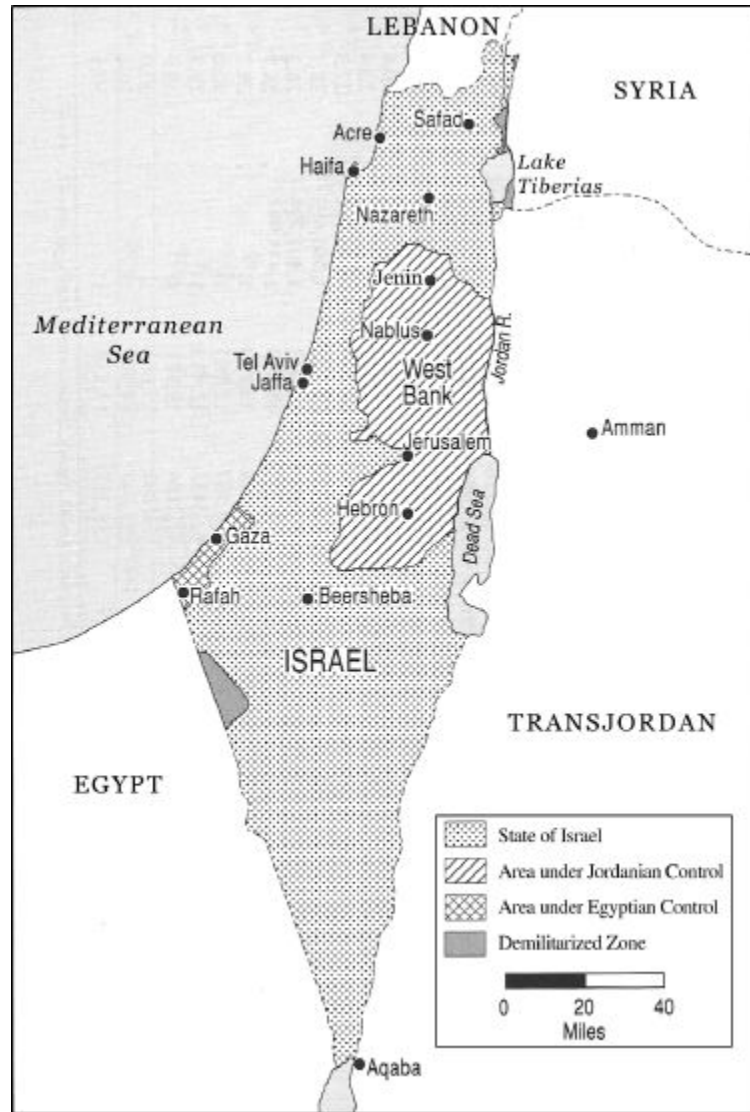 LEBANON
SYRIA
Safad
Acre
Haifa
Lake
Tiberias
Nazareth
Jenin
Mediterranean
Sea
Nablus
Jordan R.
Tel Aviv
Jaffa
West
Bank
Amman
Jerusalem
Hebron
Dead Sea
Gaza
Rafah
Beersheba
ISRAEL
TRANSJORDAN
EGYPT
State of Israel
Area under Jordanian Control
Area under Egyptian Control
Demilitarized Zone
0 20 40
Miles
Aqaba